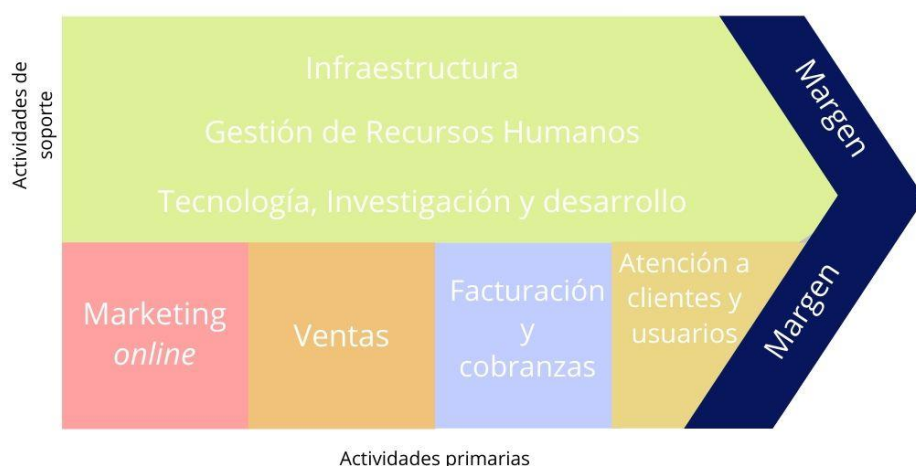 Actividades de
soporte
Infraestructura
Gestión de Recursos Humanos
Tecnología, Investigación y desarrollo
Margen
Marketing
online
Ventas
Facturación
y
cobranzas
Atención a
clientes y
usuarios
Margen
Actividades primarias